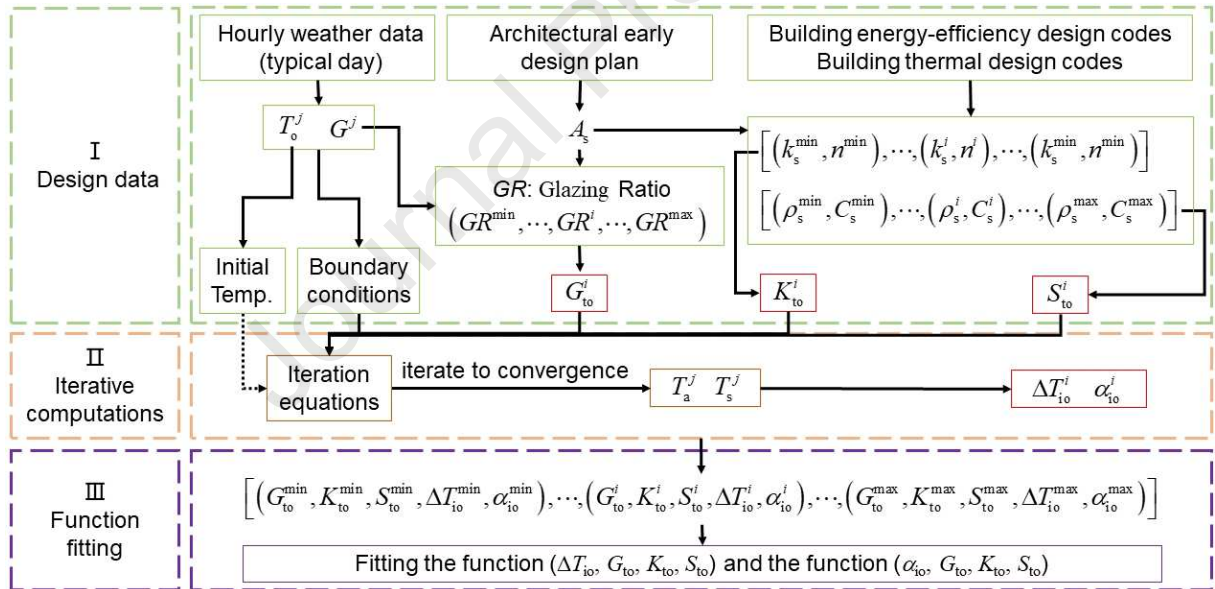 Journal Pre
Hourly weather data
(typical day)
Architectural early
design plan
Building energy-efficiency design codes
Building thermal design codes
Ⅰ
Design data
T_o^j G^j
A_s
[(k_s^min, n^min),⋯,(k_s^i, n^i),⋯,(k_s^min, n^min)]
GR: Glazing Ratio
(GR^min,⋯,GR^i,⋯,GR^max)
[(ρ_s^min, C_s^min),⋯,(ρ_s^i, C_s^i),⋯,(ρ_s^max, C_s^max)]
Initial
Temp.
Boundary
conditions
G_to^i
K_to^i
S_to^i
Ⅱ
Iterative
computations
Iteration
equations
iterate to convergence
T_a^j T_s^j
ΔT_io^i α_io^i
Ⅲ
Function
fitting
[(G_to^min, K_to^min, S_to^min, ΔT_io^min, α_io^min),⋯,(G_to^i, K_to^i, S_to^i, ΔT_io^i, α_io^i),⋯,(G_to^max, K_to^max, S_to^max, ΔT_io^max, α_io^max)]
Fitting the function (ΔT_io, G_to, K_to, S_to) and the function (α_io, G_to, K_to, S_to)